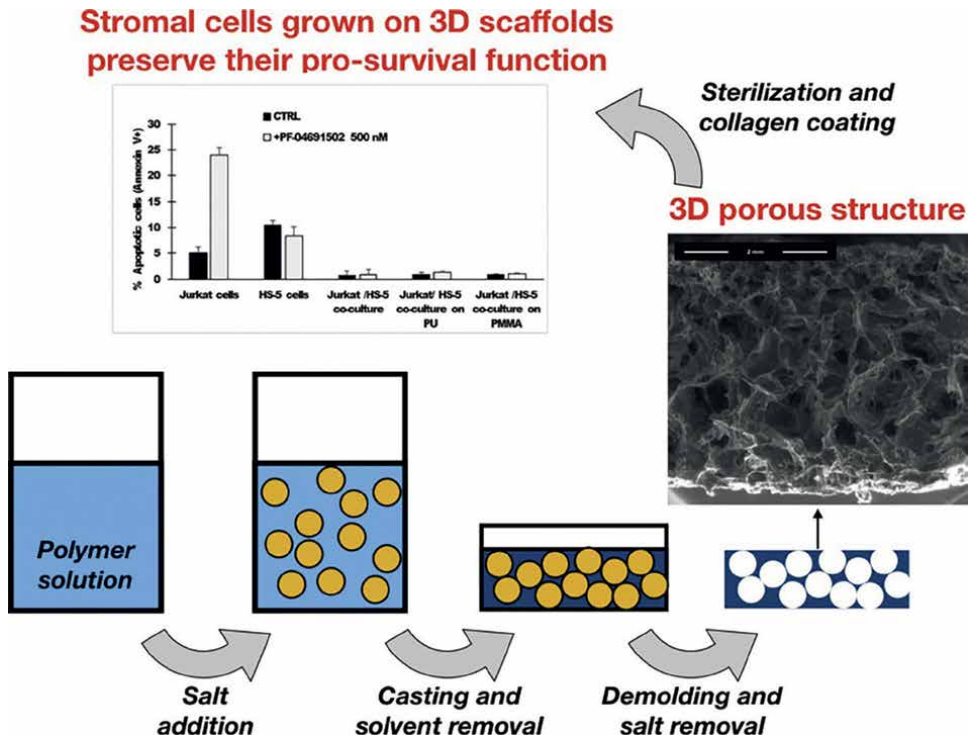 Stromal cells grown on 3D scaffolds
preserve their pro-survival function
Sterilization and
collagen coating
% Apoptotic cells (Annexin V+)
30
25
20
15
10
5
0
CTRL
+PF-04691502 500 nM
Jurkat cells
HS-5 cells
Jurkat /HS-5
co-culture
Jurkat/ HS-5
co-culture on
PU
Jurkat /HS-5
co-culture on
PMMA
3D porous structure
2 mm
Polymer
solution
Salt
addition
Casting and
solvent removal
Demolding and
salt removal